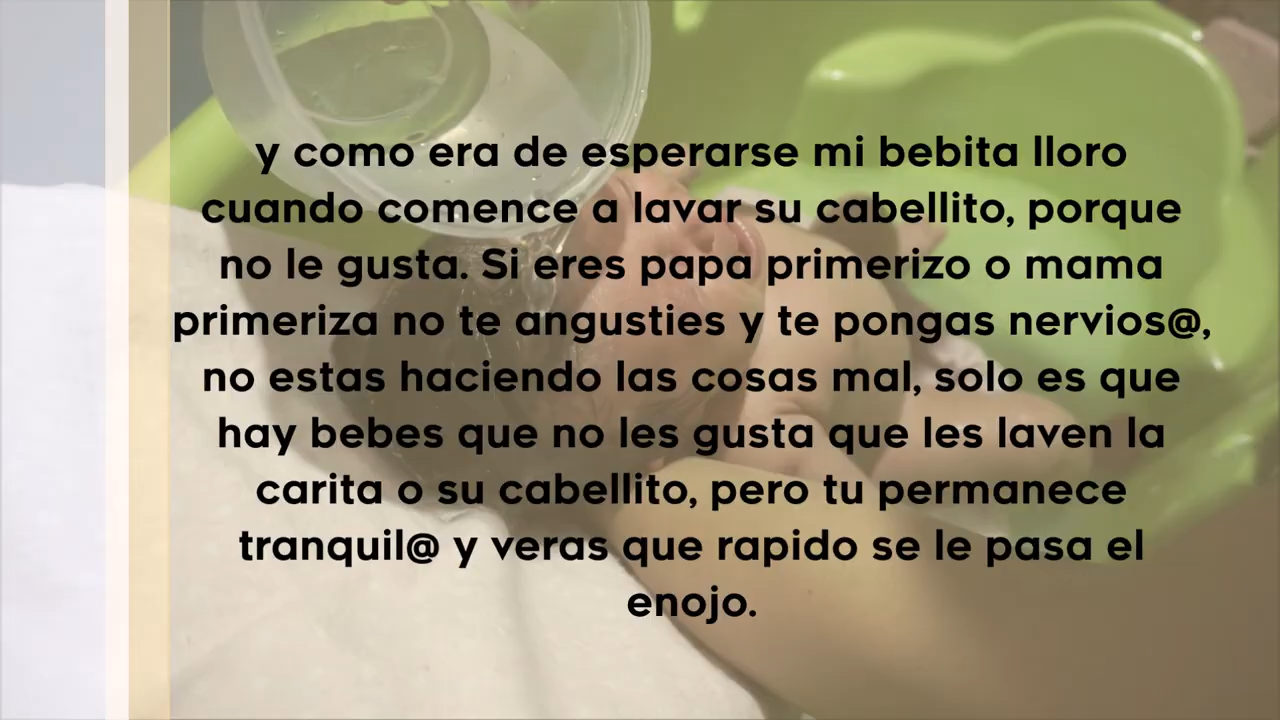 y como era de esperarse mi bebita lloro
cuando comence a lavar su cabellito, porque
no le gusta. Si eres papa primerizo o mama
primeriza no te angusties y te pongas nervios@,
no estas haciendo las cosas mal, solo es que
hay bebes que no les gusta que les laven la
carita o su cabellito, pero tu permanece
tranquil@ y veras que rapido se le pasa el
enojo.